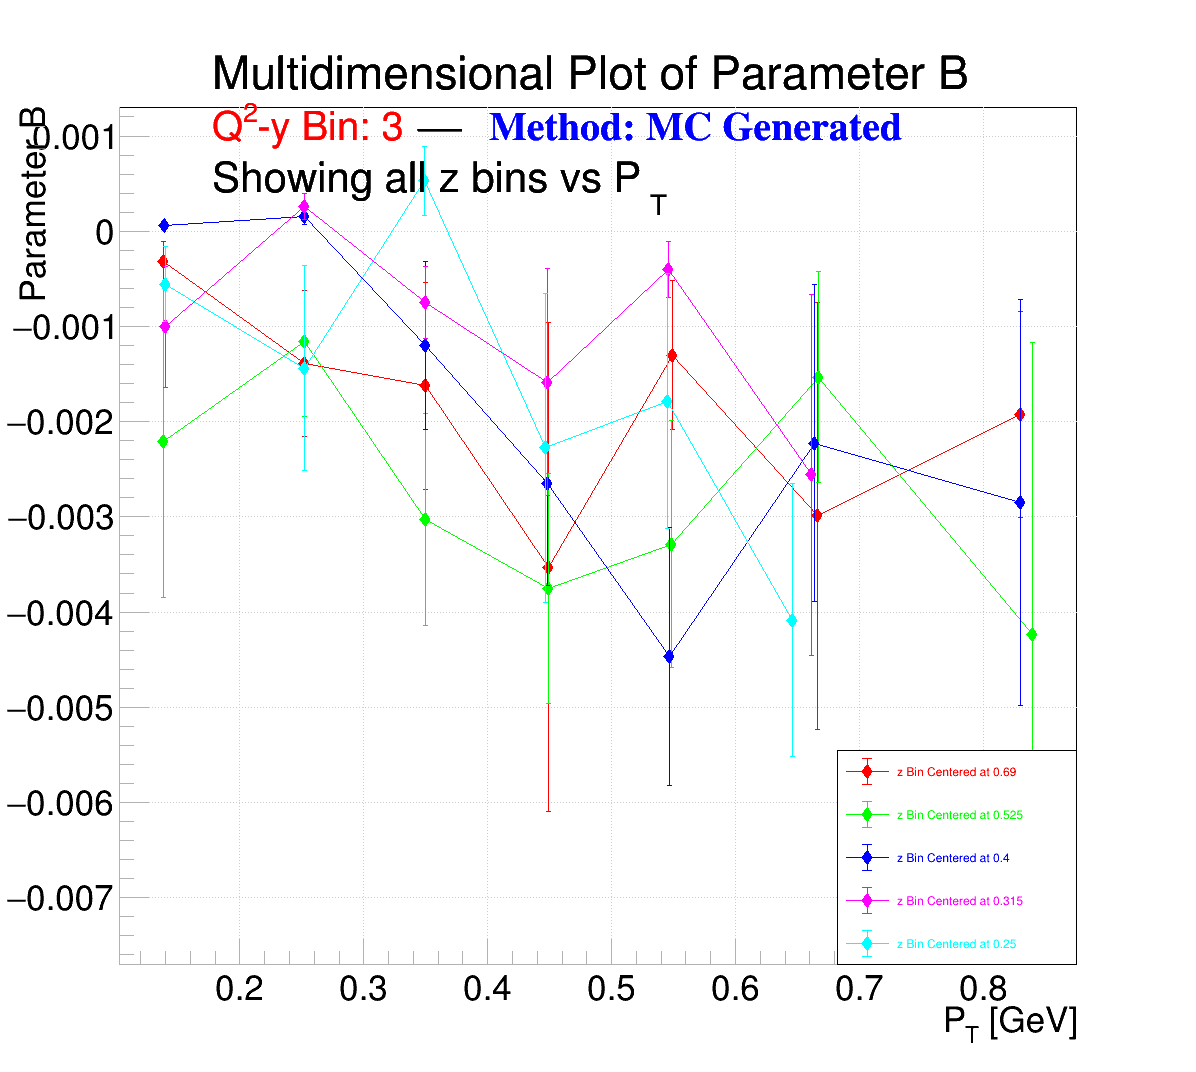 Multidimensional Plot of Parameter B
Q²-y Bin: 3 — Method: MC Generated
Showing all z bins vs P_T
Parameter B
0.001
0
−0.001
−0.002
−0.003
−0.004
−0.005
−0.006
−0.007
z Bin Centered at 0.69
z Bin Centered at 0.525
z Bin Centered at 0.4
z Bin Centered at 0.315
z Bin Centered at 0.25
0.2 0.3 0.4 0.5 0.6 0.7 0.8
P_T [GeV]